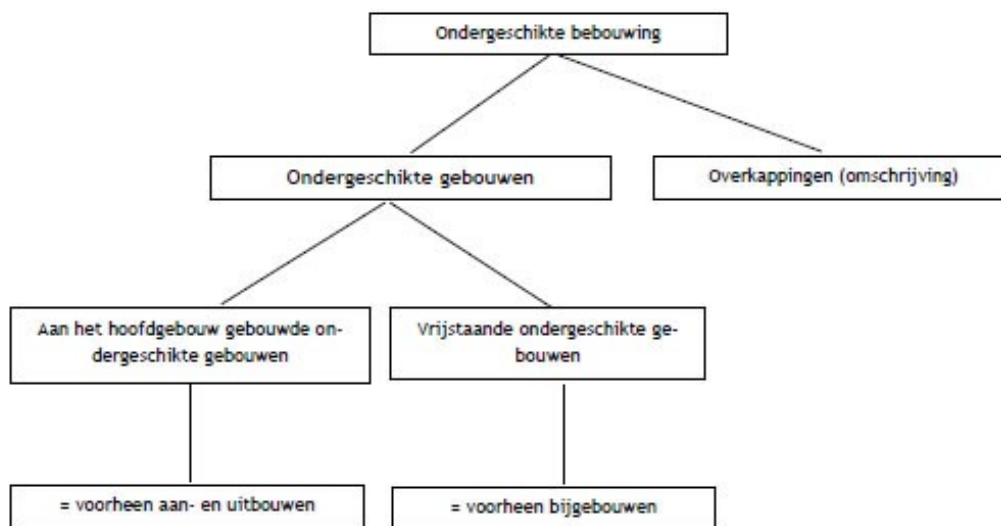 Ondergeschikte bebouwing
Ondergeschikte gebouwen
Overkappingen (omschrijving)
Aan het hoofdgebouw gebouwde on-
dergeschikte gebouwen
Vrijstaande ondergeschikte ge-
bouwen
= voorheen aan- en uitbouwen
= voorheen bijgebouwen